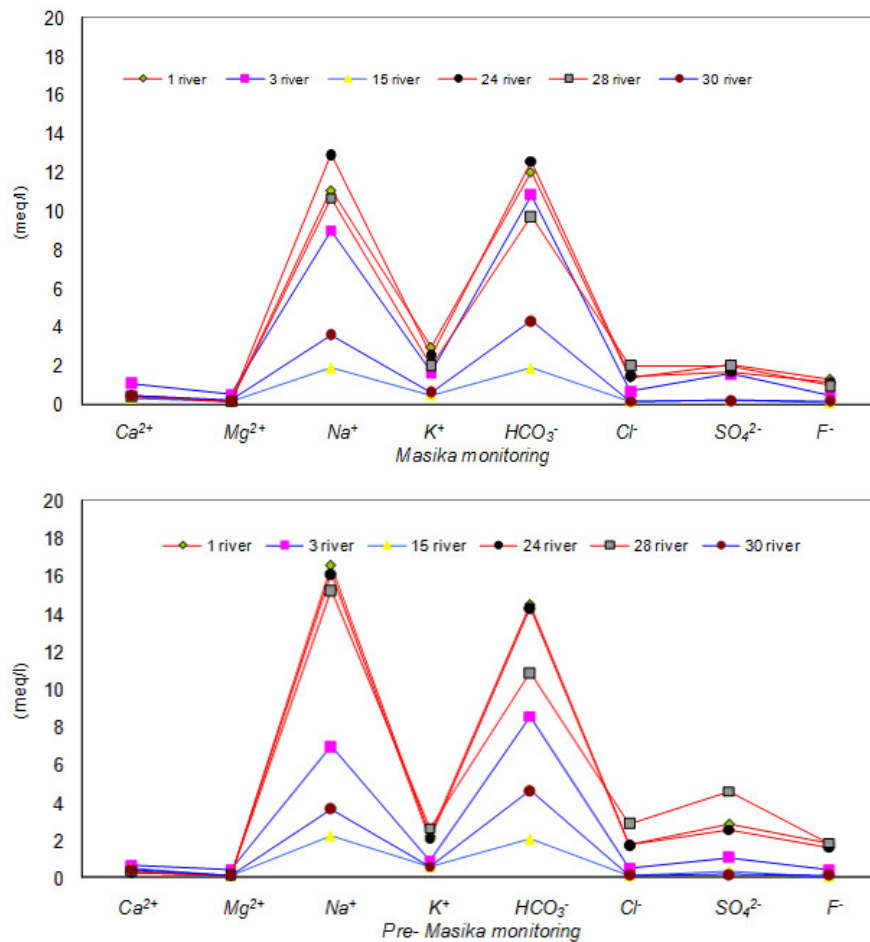 20
18
16
14
12
10
8
6
4
2
0
(meq/l)
1 river 3 river 15 river 24 river 28 river 30 river
Ca²⁺ Mg²⁺ Na⁺ K⁺ HCO₃⁻ Cl⁻ SO₄²⁻ F⁻
Masika monitoring
20
18
16
14
12
10
8
6
4
2
0
(meq/l)
1 river 3 river 15 river 24 river 28 river 30 river
Ca²⁺ Mg²⁺ Na⁺ K⁺ HCO₃⁻ Cl⁻ SO₄²⁻ F⁻
Pre- Masika monitoring